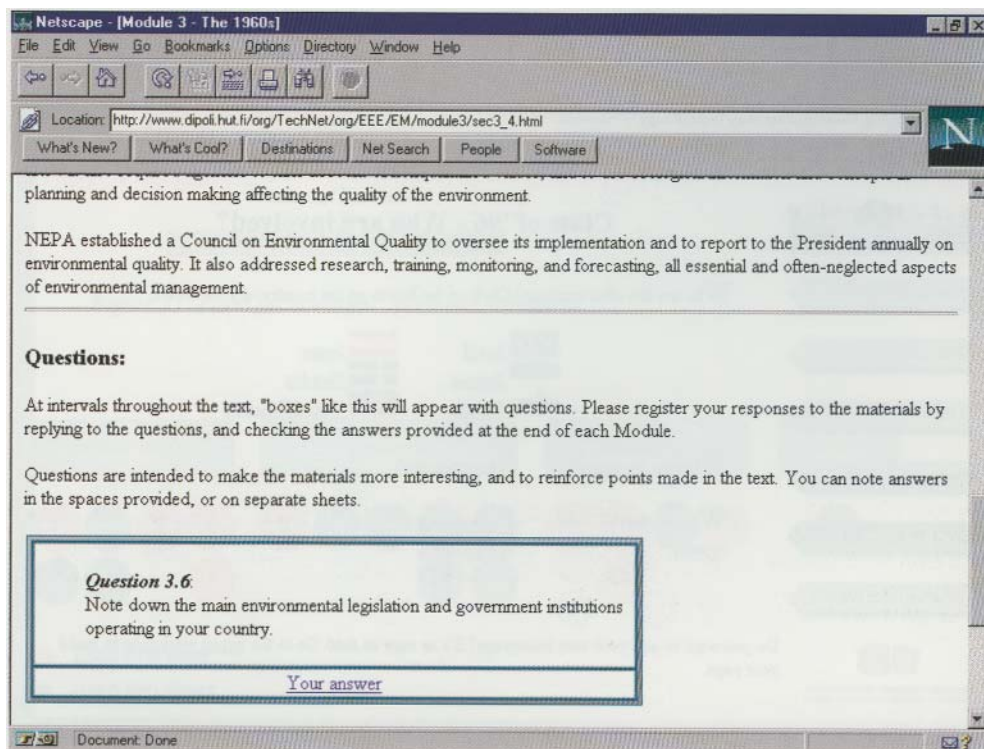 Netscape - [Module 3 - The 1960s]
File Edit View Go Bookmarks Options Directory Window Help
Location: http://www.dipoli.hut.fi/org/TechNet/org/EEE/EM/module3/sec3_4.html
N
What's New? What's Cool? Destinations Net Search People Software
planning and decision making affecting the quality of the environment.
NEPA established a Council on Environmental Quality to oversee its implementation and to report to the President annually on
environmental quality. It also addressed research, training, monitoring, and forecasting, all essential and often-neglected aspects
of environmental management.
Questions:
At intervals throughout the text, "boxes" like this will appear with questions. Please register your responses to the materials by
replying to the questions, and checking the answers provided at the end of each Module.
Questions are intended to make the materials more interesting, and to reinforce points made in the text. You can note answers
in the spaces provided, or on separate sheets.
Question 3.6:
Note down the main environmental legislation and government institutions
operating in your country.
Your answer
Document: Done